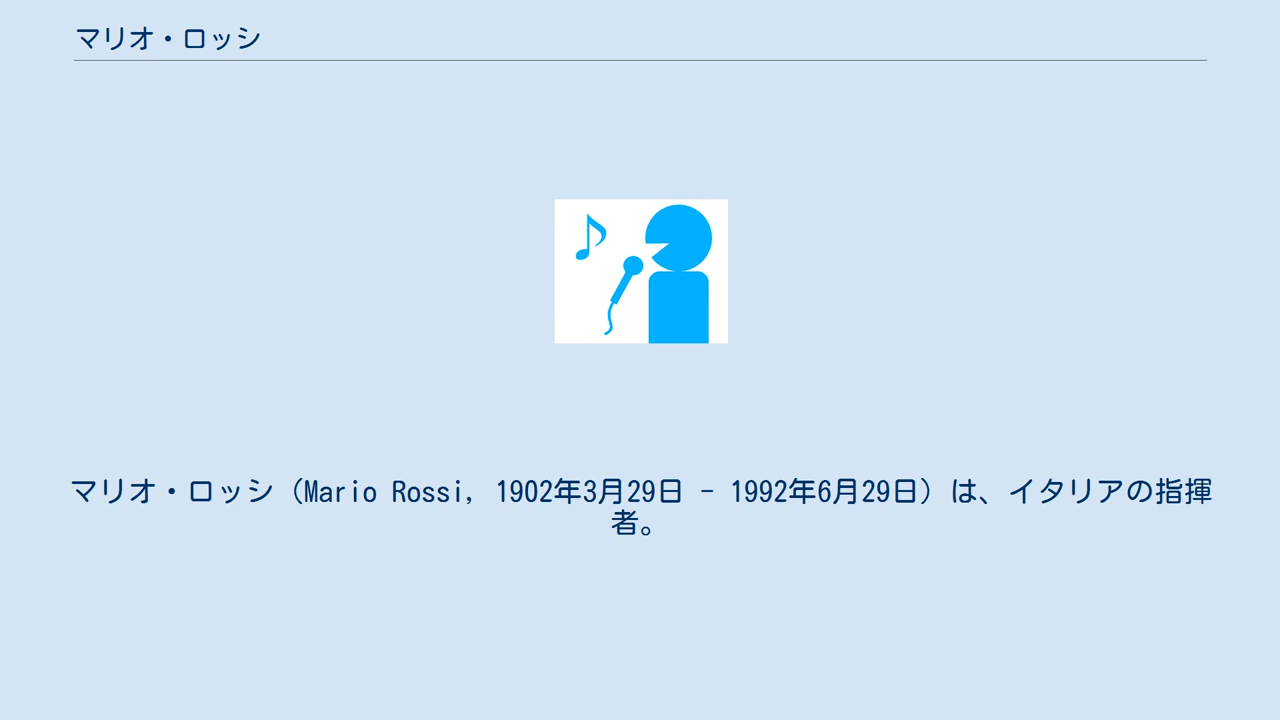 マリオ・ロッシ
マリオ・ロッシ（Mario Rossi, 1902年3月29日 - 1992年6月29日）は、イタリアの指揮
者。